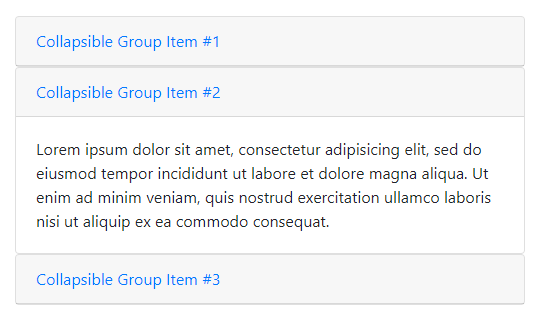 Collapsible Group Item #1
Collapsible Group Item #2
Lorem ipsum dolor sit amet, consectetur adipisicing elit, sed do
eiusmod tempor incididunt ut labore et dolore magna aliqua. Ut
enim ad minim veniam, quis nostrud exercitation ullamco laboris
nisi ut aliquip ex ea commodo consequat.
Collapsible Group Item #3